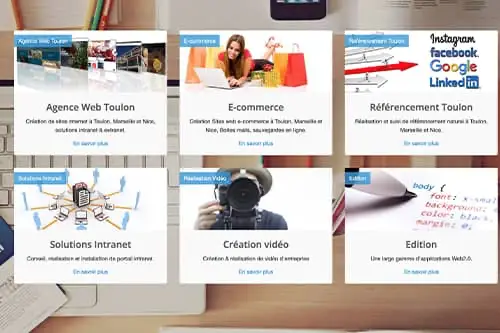 Agence Web Toulon
E-commerce
Référencement Toulon
Instagram
facebook.
Google
Linked in
Agence Web Toulon
E-commerce
Référencement Toulon
Création de sites internet à Toulon, Marseille et Nice,
solutions intranet & extranet.
Création Sites web e-commerce à Toulon, Marseille
et Nice, Boites mails, sauvegardes en ligne.
Réalisation et suivi de référencement naturel à Toulon,
Marseille et Nice.
En savoir plus
En savoir plus
En savoir plus
Solutions Intranet
Réalisation Vidéo
Edition
body {
font: x-smal
background:
color: black
margin: 0;
Solutions Intranet
Création vidéo
Edition
Conseil, réalisation et installation de portail intranet.
Création & réalisation de vidéo d'entreprise
Une large gamme d'applications Web2.0.
En savoir plus
En savoir plus
En savoir plus